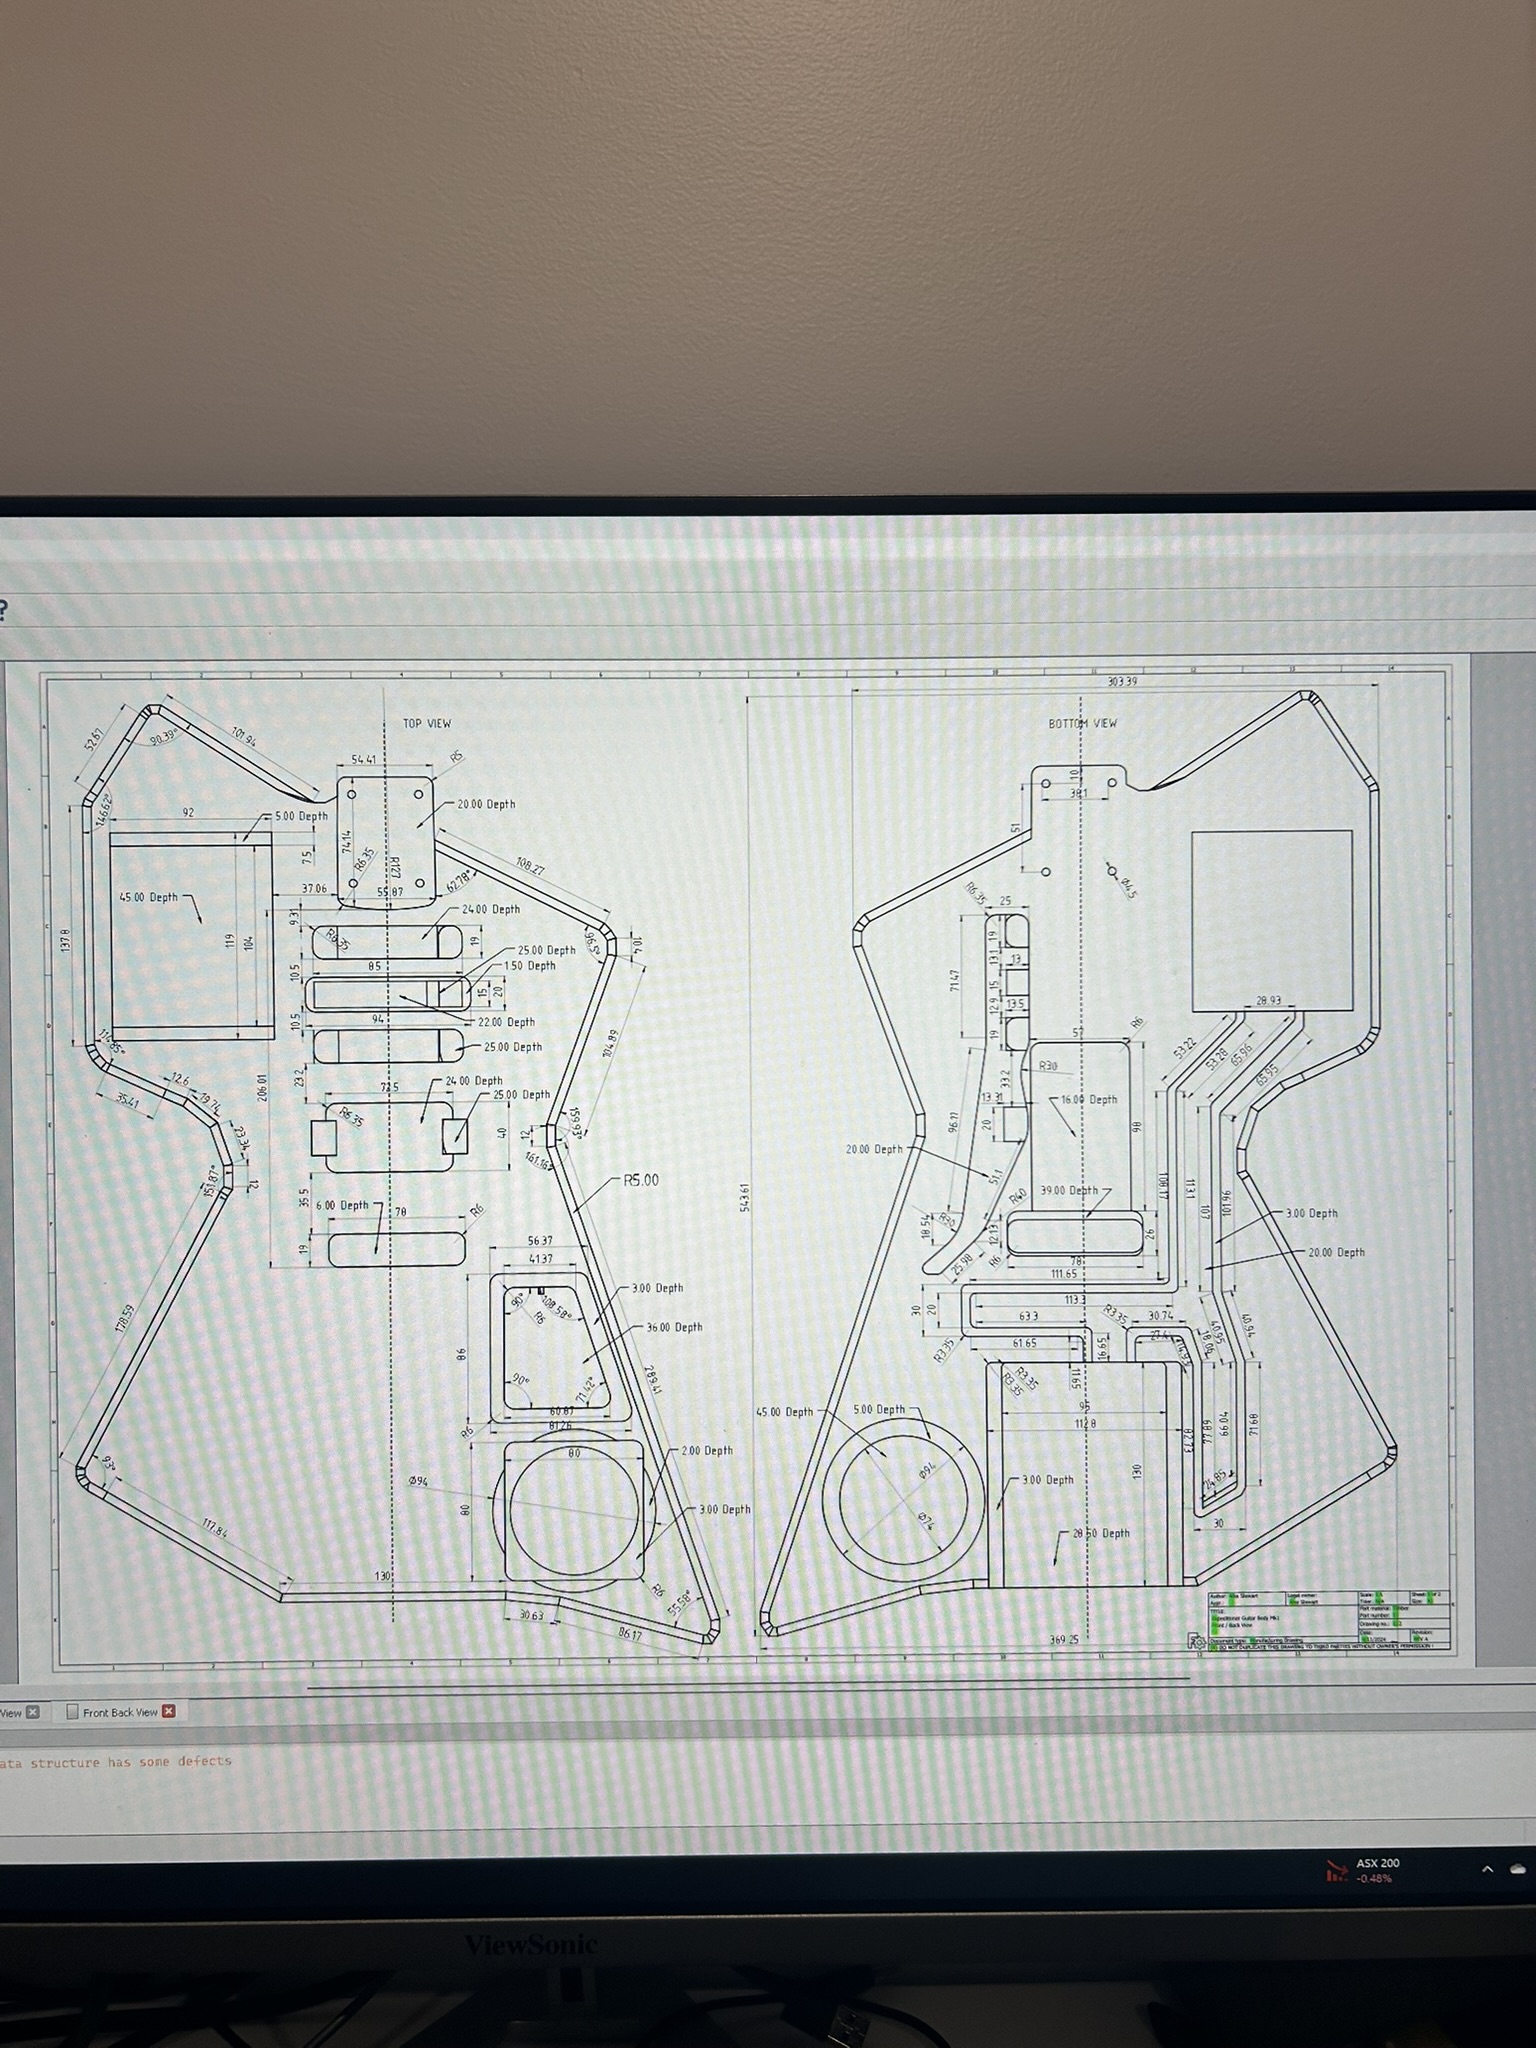 ?
303.39
TOP VIEW
BOTTOM VIEW
52.67
90.39°
101.94
54.41
R5
10
38.1
146.62°
92
5.00 Depth
20.00 Depth
51
7.5
74.14
R6.35
R127
108.27
Ø4.5
37.06
55.87
62.78°
45.00 Depth
R6.35
25
9.31
24.00 Depth
R6.35
19
137.8
119
104
96.5°
10.4
19
13.1
71.47
25.00 Depth
1.50 Depth
85
10.5
15
20
13
15
28.93
12.9
13.5
94
22.00 Depth
10.5
25.00 Depth
19
57
R6
114.85°
104.89
53.22
53.28
65.96
65.95
23.2
12.6
19.74
35.41
206.01
24.00 Depth
25.00 Depth
R30
33.2
R6.35
13.31
20
16.00 Depth
40
12
23.34
98
96.77
161.16°
151.87°
12
20.00 Depth
R5.00
51.1
108.17
113.1
107
101.96
35.5
6.00 Depth
78
R6
543.61
39.00 Depth
R40
3.00 Depth
19
18.54
R30
12.13
26
20.00 Depth
56.37
41.37
25.98
R6
78
111.65
178.59
3.00 Depth
90°
108.58°
R6
30
20
113.3
63.3
R3.35
30.74
36.00 Depth
61.65
16.65
18.06
40.95
40.94
86
R3.35
90°
71.42°
289.41
R3.35
R3.35
11.65
60.87
81.26
R6
95
112.8
45.00 Depth
5.00 Depth
93°
80
2.00 Depth
82.73
77.89
66.04
71.68
Ø94
80
3.00 Depth
Ø94
Ø74
3.00 Depth
130
24.85
30
117.84
28.50 Depth
130
R6
55.58°
30.63
86.17
369.25
DO NOT DUPLICATE THIS DRAWING TO THIRD PARTIES WITHOUT OWNER'S PERMISSION !
View
Front Back View
ata structure has some defects
ASX 200
-0.48%
ViewSonic